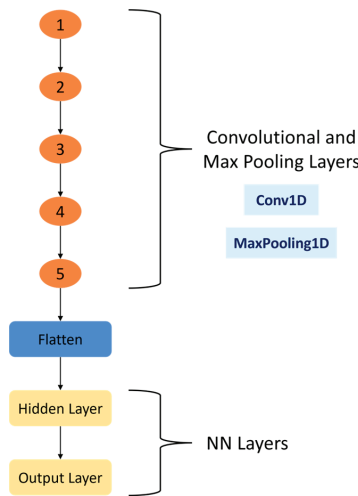 1
2
3
4
5
Convolutional and
Max Pooling Layers
Conv1D
MaxPooling1D
Flatten
Hidden Layer
Output Layer
NN Layers